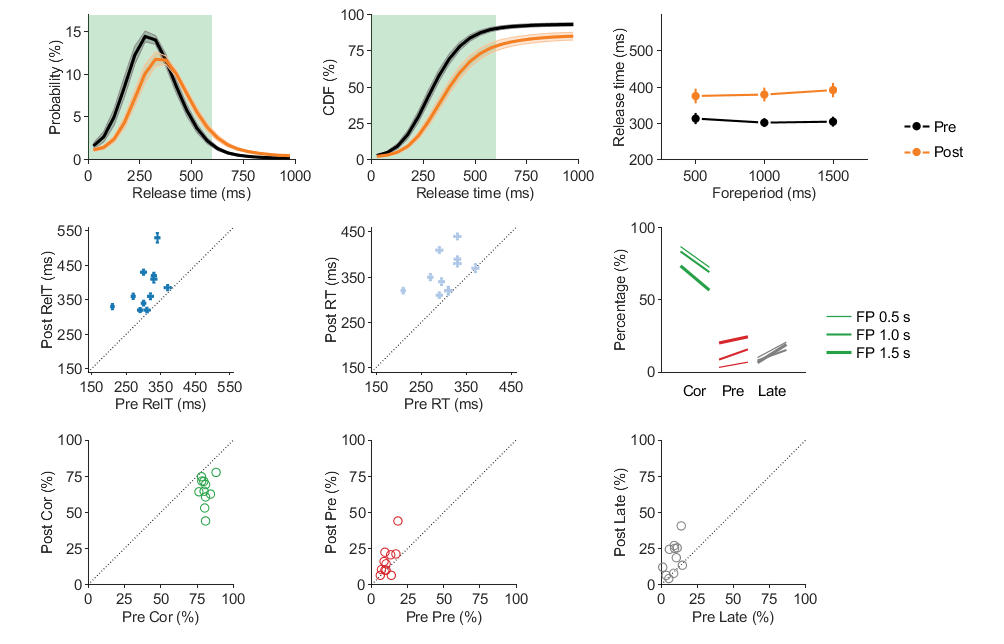 Probability (%)
15
10
5
0
0 250 500 750 1000
Release time (ms)
CDF (%)
100
75
50
25
0
0 250 500 750 1000
Release time (ms)
Release time (ms)
500
400
300
200
500 1000 1500
Foreperiod (ms)
Pre
Post
Post RelT (ms)
550
450
350
250
150
150 250 350 450 550
Pre RelT (ms)
Post RT (ms)
450
350
250
150
150 250 350 450
Pre RT (ms)
Percentage (%)
100
50
0
Cor Pre Late
FP 0.5 s
FP 1.0 s
FP 1.5 s
Post Cor (%)
100
75
50
25
0
0 25 50 75 100
Pre Cor (%)
Post Pre (%)
100
75
50
25
0
0 25 50 75 100
Pre Pre (%)
Post Late (%)
100
75
50
25
0
0 25 50 75 100
Pre Late (%)